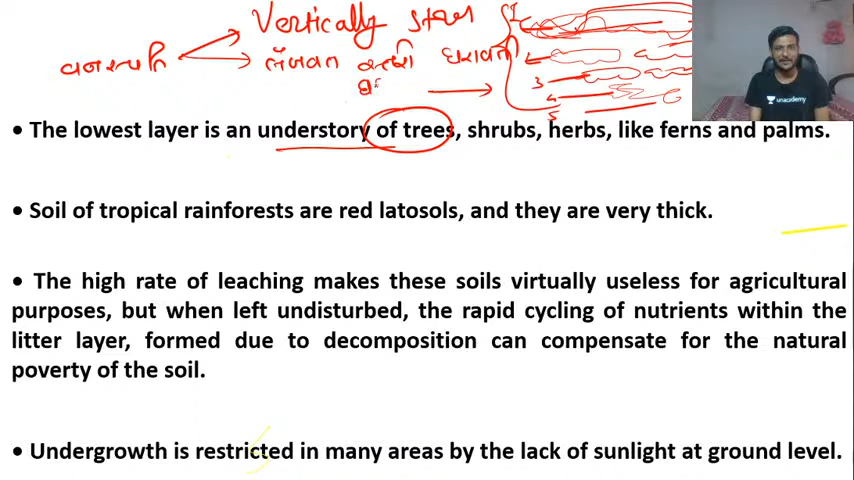 Vertically
• The lowest layer is an understory of trees, shrubs, herbs, like ferns and palms.
• Soil of tropical rainforests are red latosols, and they are very thick.
• The high rate of leaching makes these soils virtually useless for agricultural
purposes, but when left undisturbed, the rapid cycling of nutrients within the
litter layer, formed due to decomposition can compensate for the natural
poverty of the soil.
• Undergrowth is restricted in many areas by the lack of sunlight at ground level.
unacademy